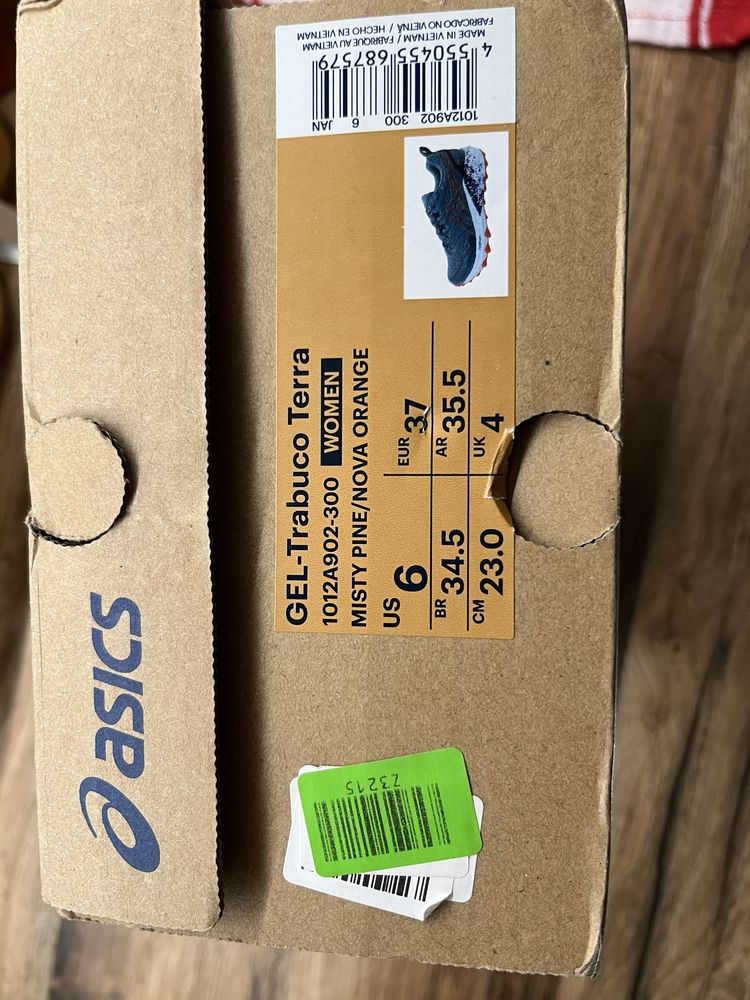 asics
GEL-Trabuco Terra
1012A902-300 WOMEN
MISTY PINE/NOVA ORANGE
US 6
EUR 37
BR 34.5
AR 35.5
CM 23.0
UK 4
1012A902 300 6 JAN
4 550455 687579
MADE IN VIETNAM / FABRIQUE AU VIETNAM
FABRICADO NO VIETNÃ / HECHO EN VIETNAM
Z3215